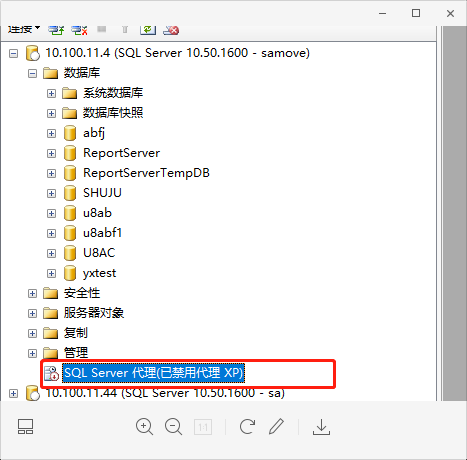 连接
10.100.11.4 (SQL Server 10.50.1600 - samove)
数据库
系统数据库
数据库快照
abfj
ReportServer
ReportServerTempDB
SHUJU
u8ab
u8abf1
U8AC
yxtest
安全性
服务器对象
复制
管理
SQL Server 代理(已禁用代理 XP)
10.100.11.44 (SQL Server 10.50.1600 - sa)
1:1